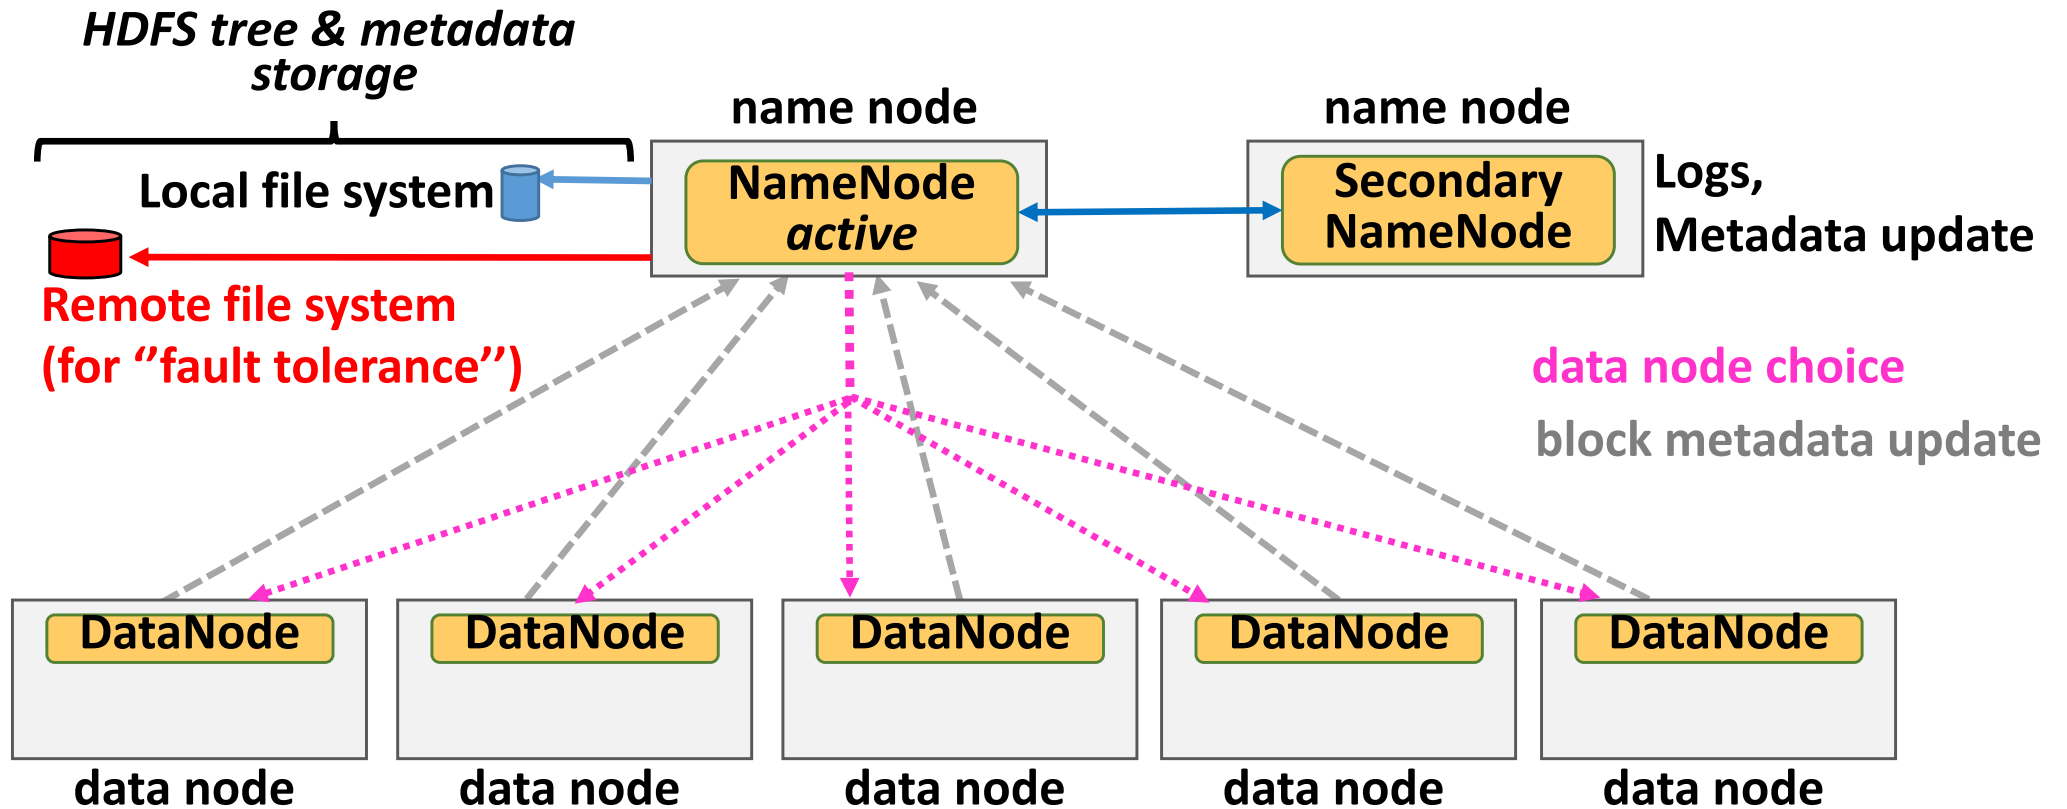 HDFS tree & metadata
storage
name node
name node
NameNode
active
Secondary
NameNode
Logs,
Metadata update
Local file system
Remote file system
(for ‘’fault tolerance’’)
data node choice
block metadata update
DataNode
DataNode
DataNode
DataNode
DataNode
data node
data node
data node
data node
data node